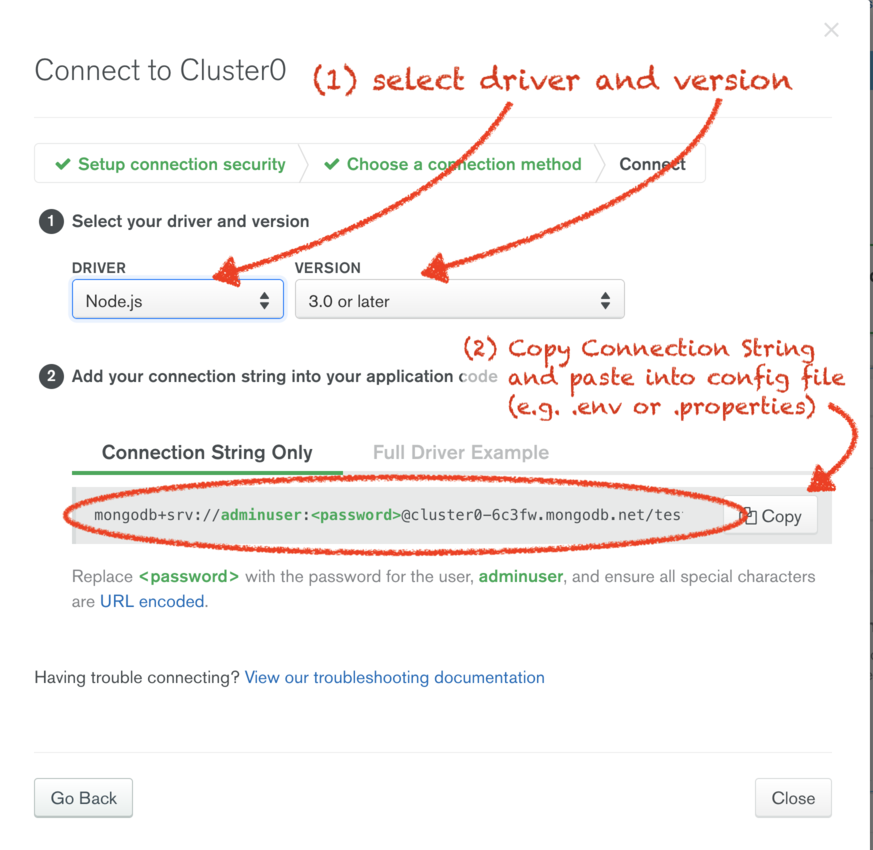 Connect to Cluster0
(1) select driver and version
Setup connection security
Choose a connection method
Connect
1 Select your driver and version
DRIVER
VERSION
Node.js
3.0 or later
(2) Copy Connection String
and paste into config file
(e.g. .env or .properties)
2 Add your connection string into your application code
Connection String Only
Full Driver Example
mongodb+srv://adminuser:<password>@cluster0-6c3fw.mongodb.net/tes
Copy
Replace <password> with the password for the user, adminuser, and ensure all special characters
are URL encoded.
Having trouble connecting? View our troubleshooting documentation
Go Back
Close